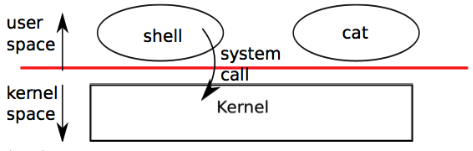 user
space
shell
cat
system
call
kernel
space
Kernel